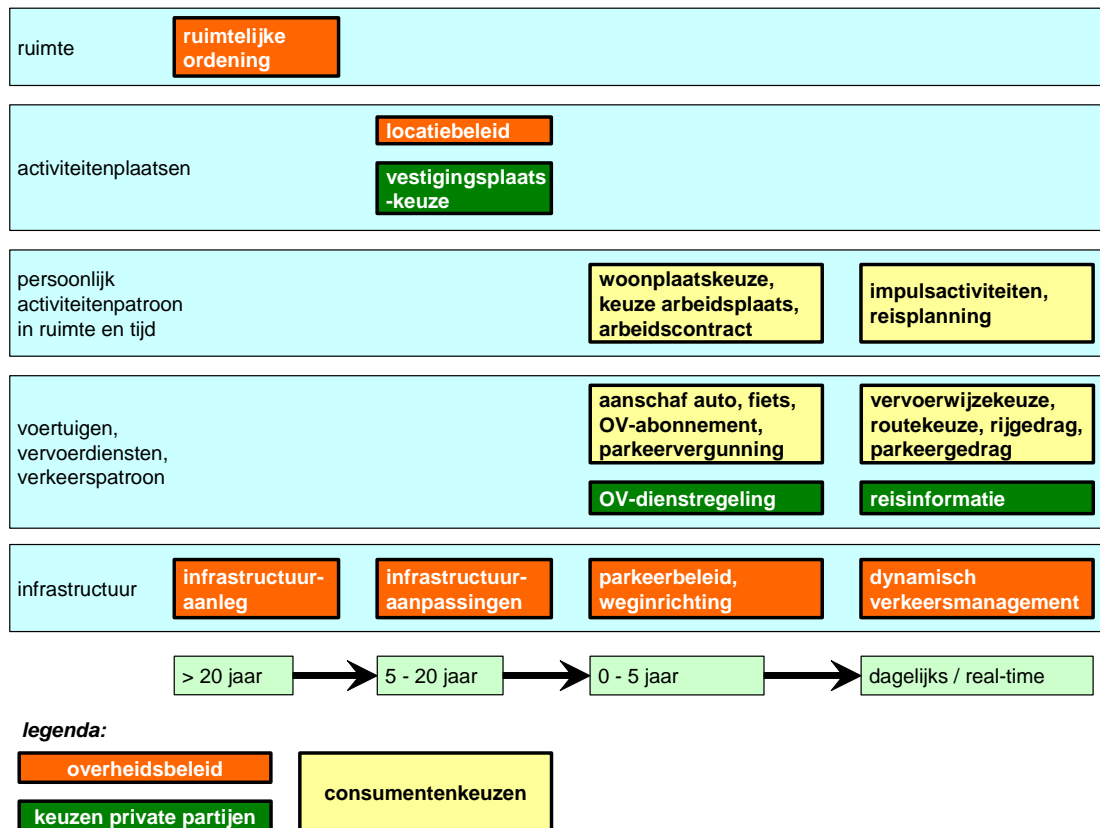 ruimte
ruimtelijke
ordening
activiteitenplaatsen
locatiebeleid
vestigingsplaats
-keuze
persoonlijk
activiteitenpatroon
in ruimte en tijd
woonplaatskeuze,
keuze arbeidsplaats,
arbeidscontract
impulsactiviteiten,
reisplanning
voertuigen,
vervoerdiensten,
verkeerspatroon
aanschaf auto, fiets,
OV-abonnement,
parkeervergunning
vervoerwijzekeuze,
routekeuze, rijgedrag,
parkeergedrag
OV-dienstregeling
reisinformatie
infrastructuur
infrastructuur-
aanleg
infrastructuur-
aanpassingen
parkeerbeleid,
weginrichting
dynamisch
verkeersmanagement
> 20 jaar
5 - 20 jaar
0 - 5 jaar
dagelijks / real-time
legenda:
overheidsbeleid
keuzen private partijen
consumentenkeuzen